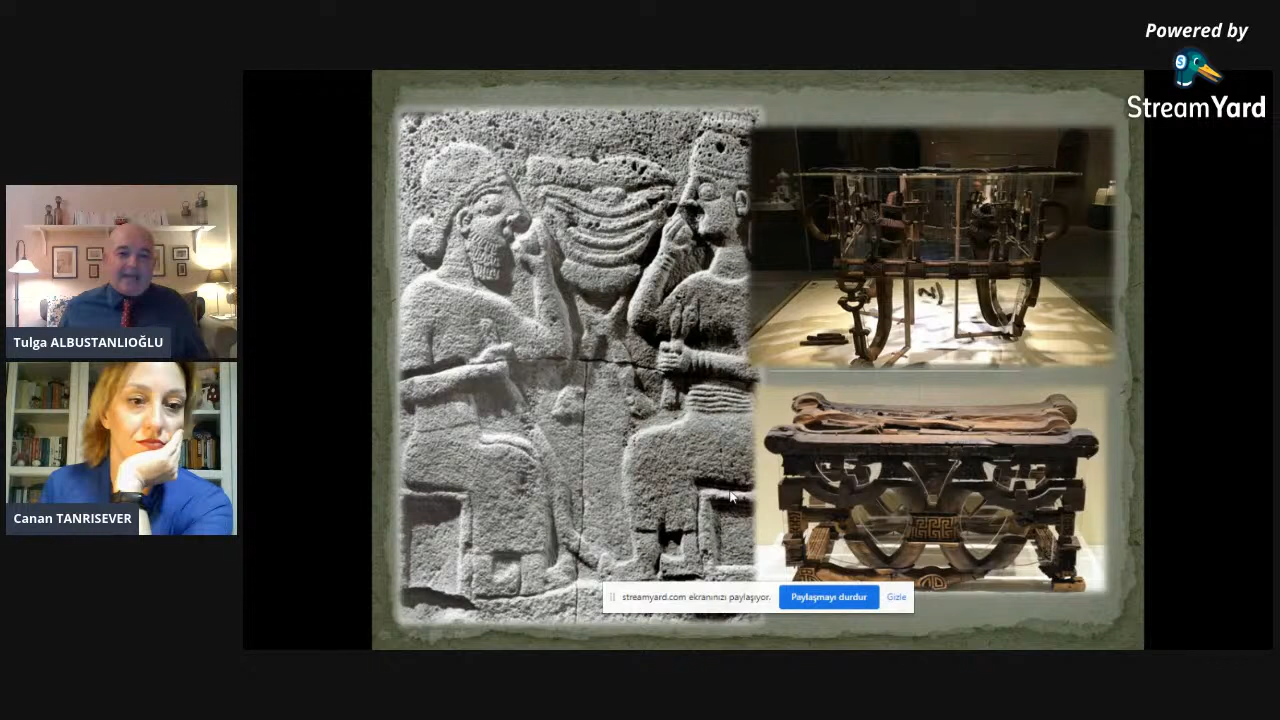 Powered by
StreamYard
Tulga ALBUSTANLIOĞLU
Canan TANRISEVER
streamyard.com ekranınızı paylaşıyor.
Paylaşmayı durdur
Gizle